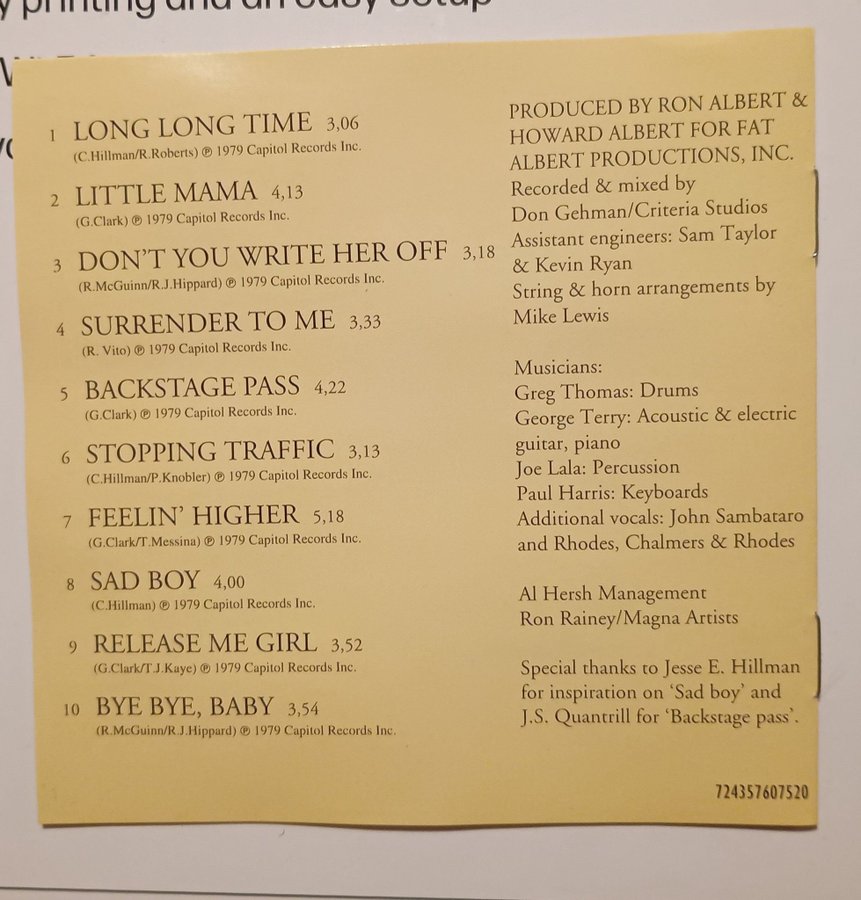 y printing and an easy setup
1 LONG LONG TIME 3,06
(C.Hillman/R.Roberts) ℗ 1979 Capitol Records Inc.
2 LITTLE MAMA 4,13
(G.Clark) ℗ 1979 Capitol Records Inc.
3 DON'T YOU WRITE HER OFF 3,18
(R.McGuinn/R.J.Hippard) ℗ 1979 Capitol Records Inc.
4 SURRENDER TO ME 3,33
(R. Vito) ℗ 1979 Capitol Records Inc.
5 BACKSTAGE PASS 4,22
(G.Clark) ℗ 1979 Capitol Records Inc.
6 STOPPING TRAFFIC 3,13
(C.Hillman/P.Knobler) ℗ 1979 Capitol Records Inc.
7 FEELIN' HIGHER 5,18
(G.Clark/T.Messina) ℗ 1979 Capitol Records Inc.
8 SAD BOY 4,00
(C.Hillman) ℗ 1979 Capitol Records Inc.
9 RELEASE ME GIRL 3,52
(G.Clark/T.J.Kaye) ℗ 1979 Capitol Records Inc.
10 BYE BYE, BABY 3,54
(R.McGuinn/R.J.Hippard) ℗ 1979 Capitol Records Inc.
PRODUCED BY RON ALBERT &
HOWARD ALBERT FOR FAT
ALBERT PRODUCTIONS, INC.
Recorded & mixed by
Don Gehman/Criteria Studios
Assistant engineers: Sam Taylor
& Kevin Ryan
String & horn arrangements by
Mike Lewis
Musicians:
Greg Thomas: Drums
George Terry: Acoustic & electric
guitar, piano
Joe Lala: Percussion
Paul Harris: Keyboards
Additional vocals: John Sambataro
and Rhodes, Chalmers & Rhodes
Al Hersh Management
Ron Rainey/Magna Artists
Special thanks to Jesse E. Hillman
for inspiration on 'Sad boy' and
J.S. Quantrill for 'Backstage pass'.
724357607520